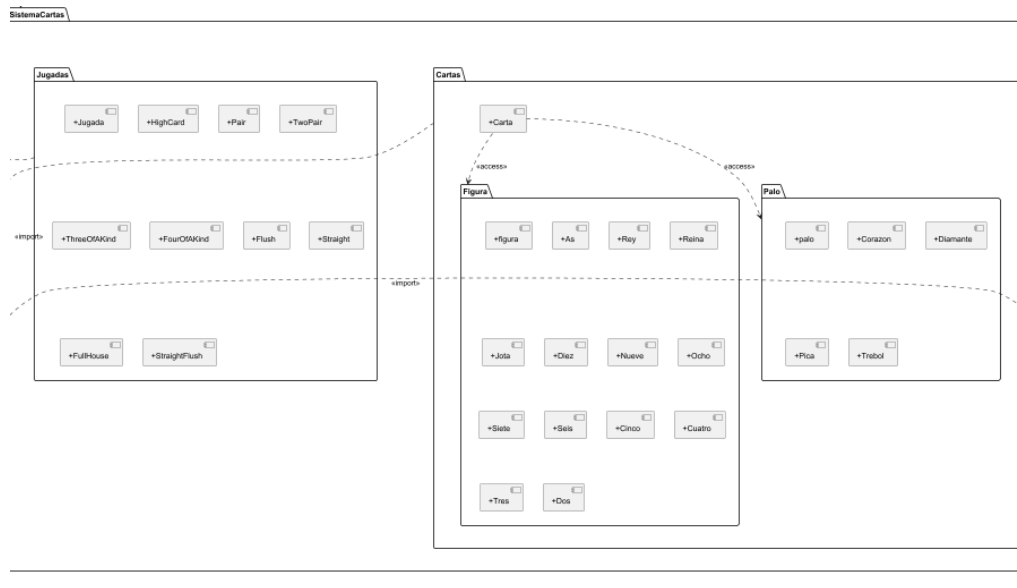 SistemaCartas
Jugadas
Cartas
+Jugada
+HighCard
+Pair
+TwoPair
+Carta
«access»
«access»
Figura
Palo
«import»
+ThreeOfAKind
+FourOfAKind
+Flush
+Straight
+figura
+As
+Rey
+Reina
+palo
+Corazon
+Diamante
«import»
+FullHouse
+StraightFlush
+Jota
+Diez
+Nueve
+Ocho
+Pica
+Trebol
+Siete
+Seis
+Cinco
+Cuatro
+Tres
+Dos